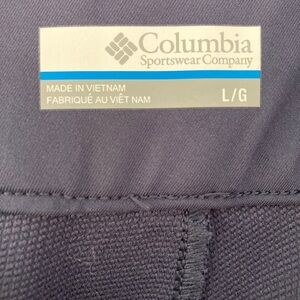 Columbia
Sportswear Company
MADE IN VIETNAM
FABRIQUÉ AU VIÊT NAM
L/G